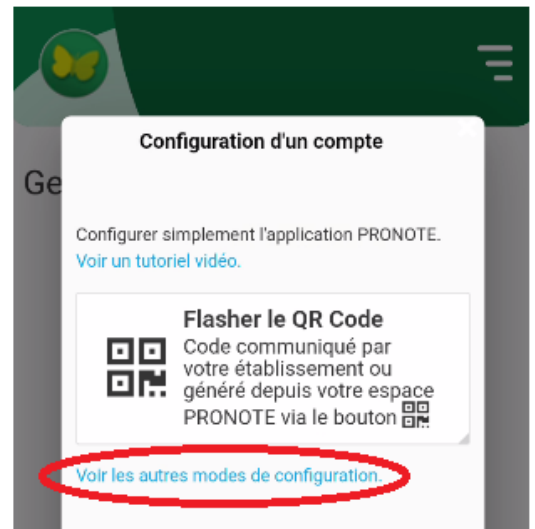 Configuration d'un compte
Ge
Configurer simplement l'application PRONOTE.
Voir un tutoriel vidéo.
Flasher le QR Code
Code communiqué par
votre établissement ou
généré depuis votre espace
PRONOTE via le bouton
Voir les autres modes de configuration.